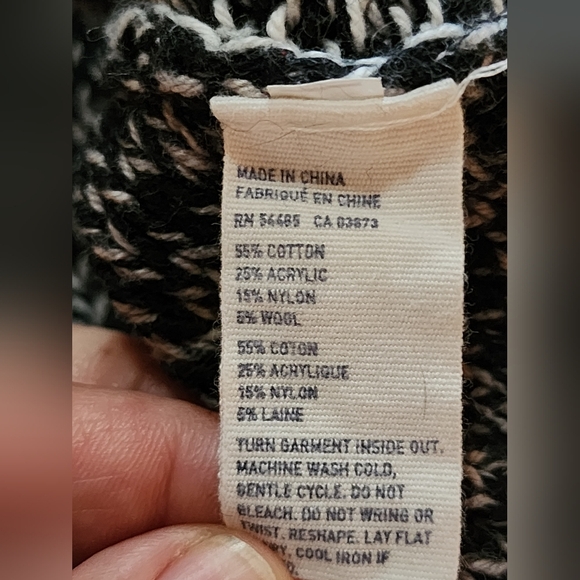 MADE IN CHINA
FABRIQUÉ EN CHINE
RN 54485 CA 03873
55% COTTON
25% ACRYLIC
15% NYLON
5% WOOL
55% COTON
25% ACRYLIQUE
15% NYLON
5% LAINE
TURN GARMENT INSIDE OUT.
MACHINE WASH COLD,
GENTLE CYCLE. DO NOT
BLEACH. DO NOT WRING OR
TWIST. RESHAPE. LAY FLAT
COOL IRON IF